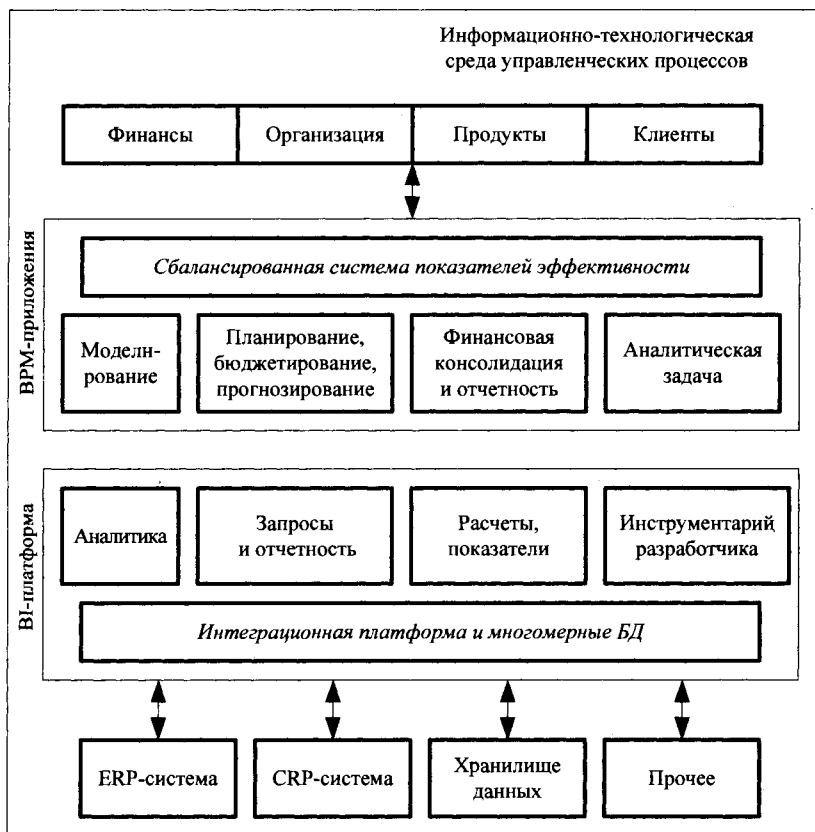 Информационно-технологическая
среда управленческих процессов
Финансы
Организация
Продукты
Клиенты
BPM-приложения
Сбалансированная система показателей эффективности
Модели-
рование
Планирование,
бюджетирование,
прогнозирование
Финансовая
консолидация
и отчетность
Аналитическая
задача
BI-платформа
Аналитика
Запросы
и отчетность
Расчеты,
показатели
Инструментарий
разработчика
Интеграционная платформа и многомерные БД
ERP-система
CRP-система
Хранилище
данных
Прочее